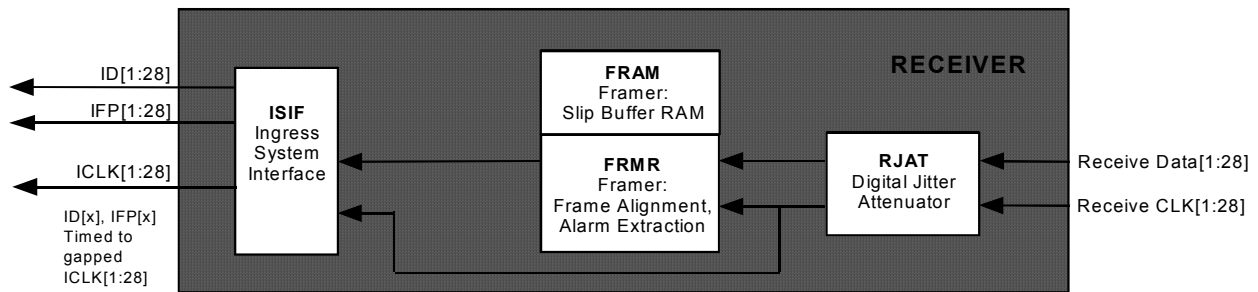 RECEIVER
ID[1:28]
IFP[1:28]
ICLK[1:28]
ID[x], IFP[x]
Timed to
gapped
ICLK[1:28]
ISIF
Ingress
System
Interface
FRAM
Framer:
Slip Buffer RAM
FRMR
Framer:
Frame Alignment,
Alarm Extraction
RJAT
Digital Jitter
Attenuator
Receive Data[1:28]
Receive CLK[1:28]